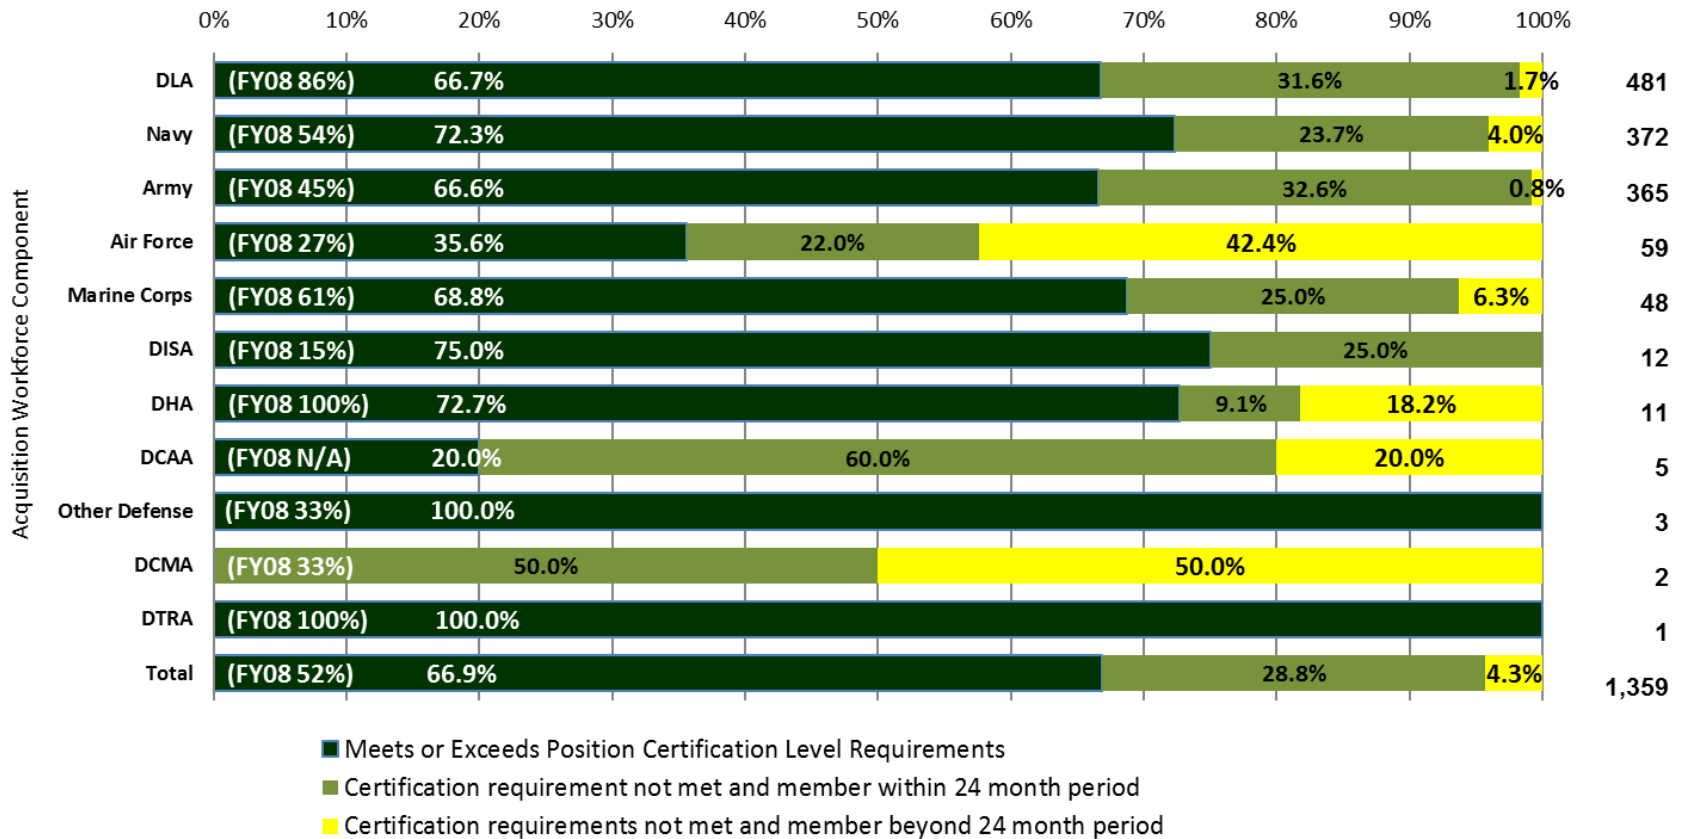 0% 10% 20% 30% 40% 50% 60% 70% 80% 90% 100%
Acquisition Workforce Component
DLA (FY08 86%) 66.7% 31.6% 1.7% 481
Navy (FY08 54%) 72.3% 23.7% 4.0% 372
Army (FY08 45%) 66.6% 32.6% 0.8% 365
Air Force (FY08 27%) 35.6% 22.0% 42.4% 59
Marine Corps (FY08 61%) 68.8% 25.0% 6.3% 48
DISA (FY08 15%) 75.0% 25.0% 12
DHA (FY08 100%) 72.7% 9.1% 18.2% 11
DCAA (FY08 N/A) 20.0% 60.0% 20.0% 5
Other Defense (FY08 33%) 100.0% 3
DCMA (FY08 33%) 50.0% 50.0% 2
DTRA (FY08 100%) 100.0% 1
Total (FY08 52%) 66.9% 28.8% 4.3% 1,359
Meets or Exceeds Position Certification Level Requirements
Certification requirement not met and member within 24 month period
Certification requirements not met and member beyond 24 month period